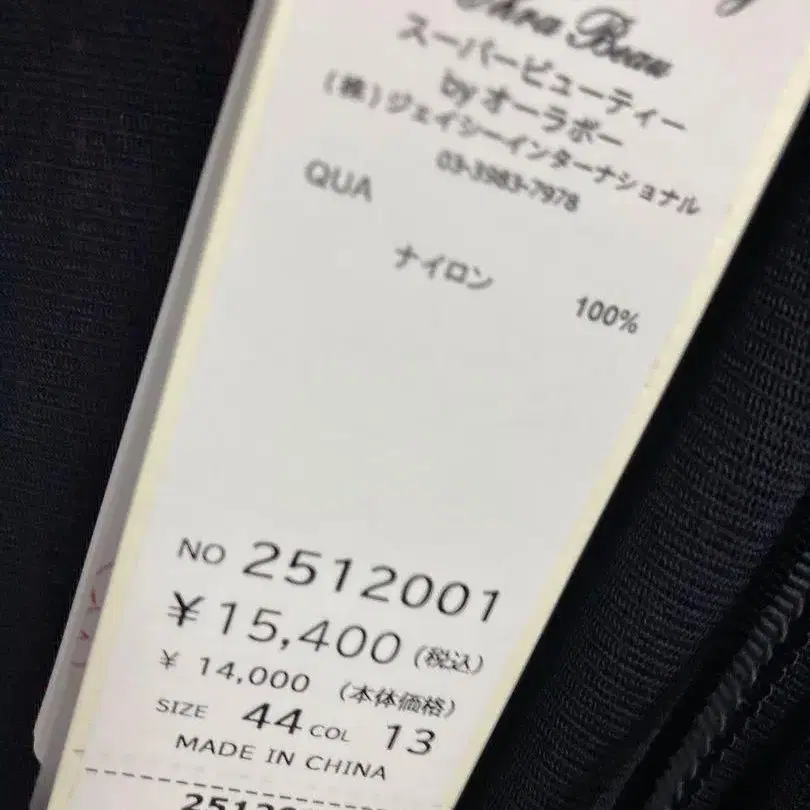 Beau
スーパービューティー
byオーラボー
(株)ジェイシーインターナショナル
03-3983-7978
QUA
ナイロン 100%
NO 2512001
¥15,400 (税込)
¥ 14,000 (本体価格)
SIZE 44 COL 13
MADE IN CHINA